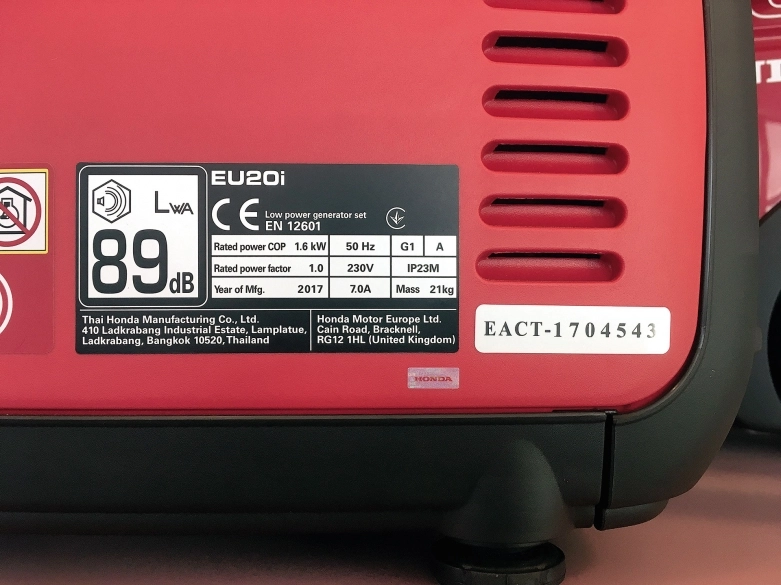 EU20i
LWA
89dB
CE Low power generator set
EN 12601
Rated power COP 1.6 kW 50 Hz G1 A
Rated power factor 1.0 230V IP23M
Year of Mfg. 2017 7.0A Mass 21kg
Thai Honda Manufacturing Co., Ltd.
410 Ladkrabang Industrial Estate, Lamplatue,
Ladkrabang, Bangkok 10520, Thailand
Honda Motor Europe Ltd.
Cain Road, Bracknell,
RG12 1HL (United Kingdom)
EACT-1704543
HONDA